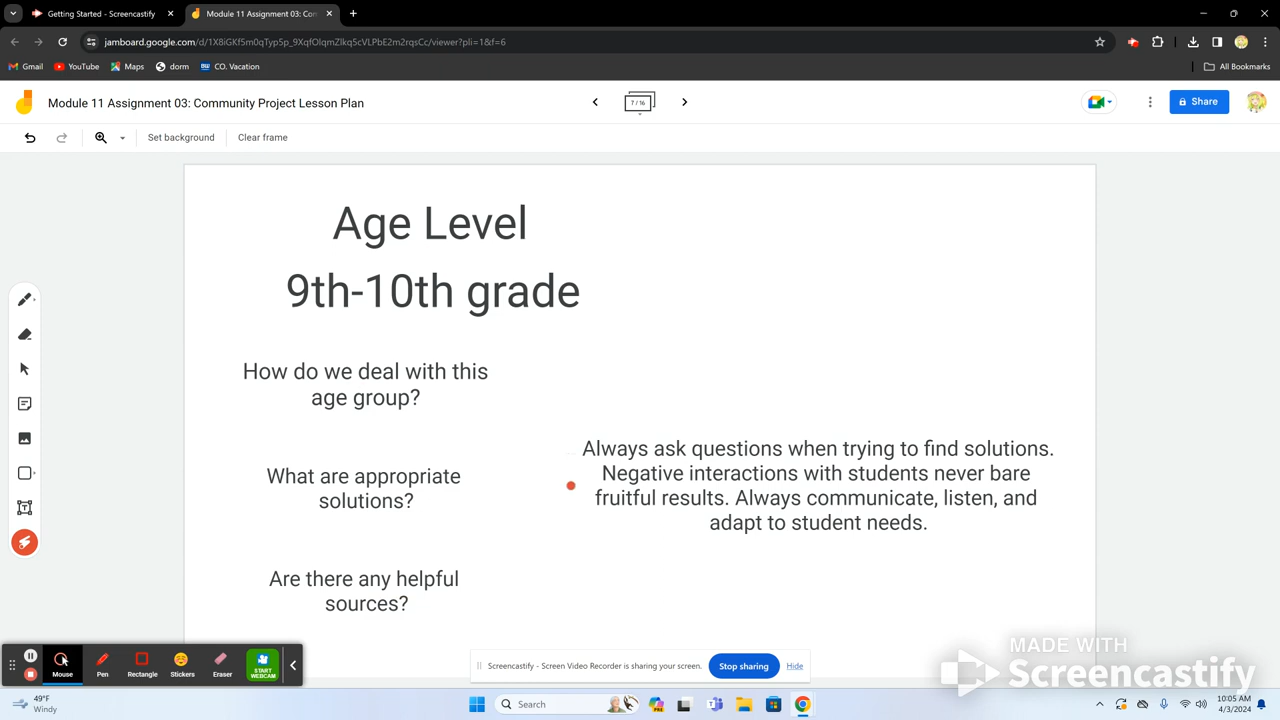 Getting Started - Screencastify
Module 11 Assignment 03: Com
jamboard.google.com/d/1X8iGKf5m0qTyp5p_9XqfOIqmZlkq5cVLPbE2m2rqsCc/viewer?pli=1&f=6
Gmail
YouTube
Maps
dorm
CO. Vacation
All Bookmarks
Module 11 Assignment 03: Community Project Lesson Plan
7 / 16
Share
Set background
Clear frame
Age Level
9th-10th grade
How do we deal with this
age group?
What are appropriate
solutions?
Always ask questions when trying to find solutions.
Negative interactions with students never bare
fruitful results. Always communicate, listen, and
adapt to student needs.
Are there any helpful
sources?
MADE WITH
Screencastify
Mouse
Pen
Rectangle
Stickers
Eraser
START
WEBCAM
Screencastify - Screen Video Recorder is sharing your screen.
Stop sharing
Hide
49°F
Windy
Search
10:05 AM
4/3/2024